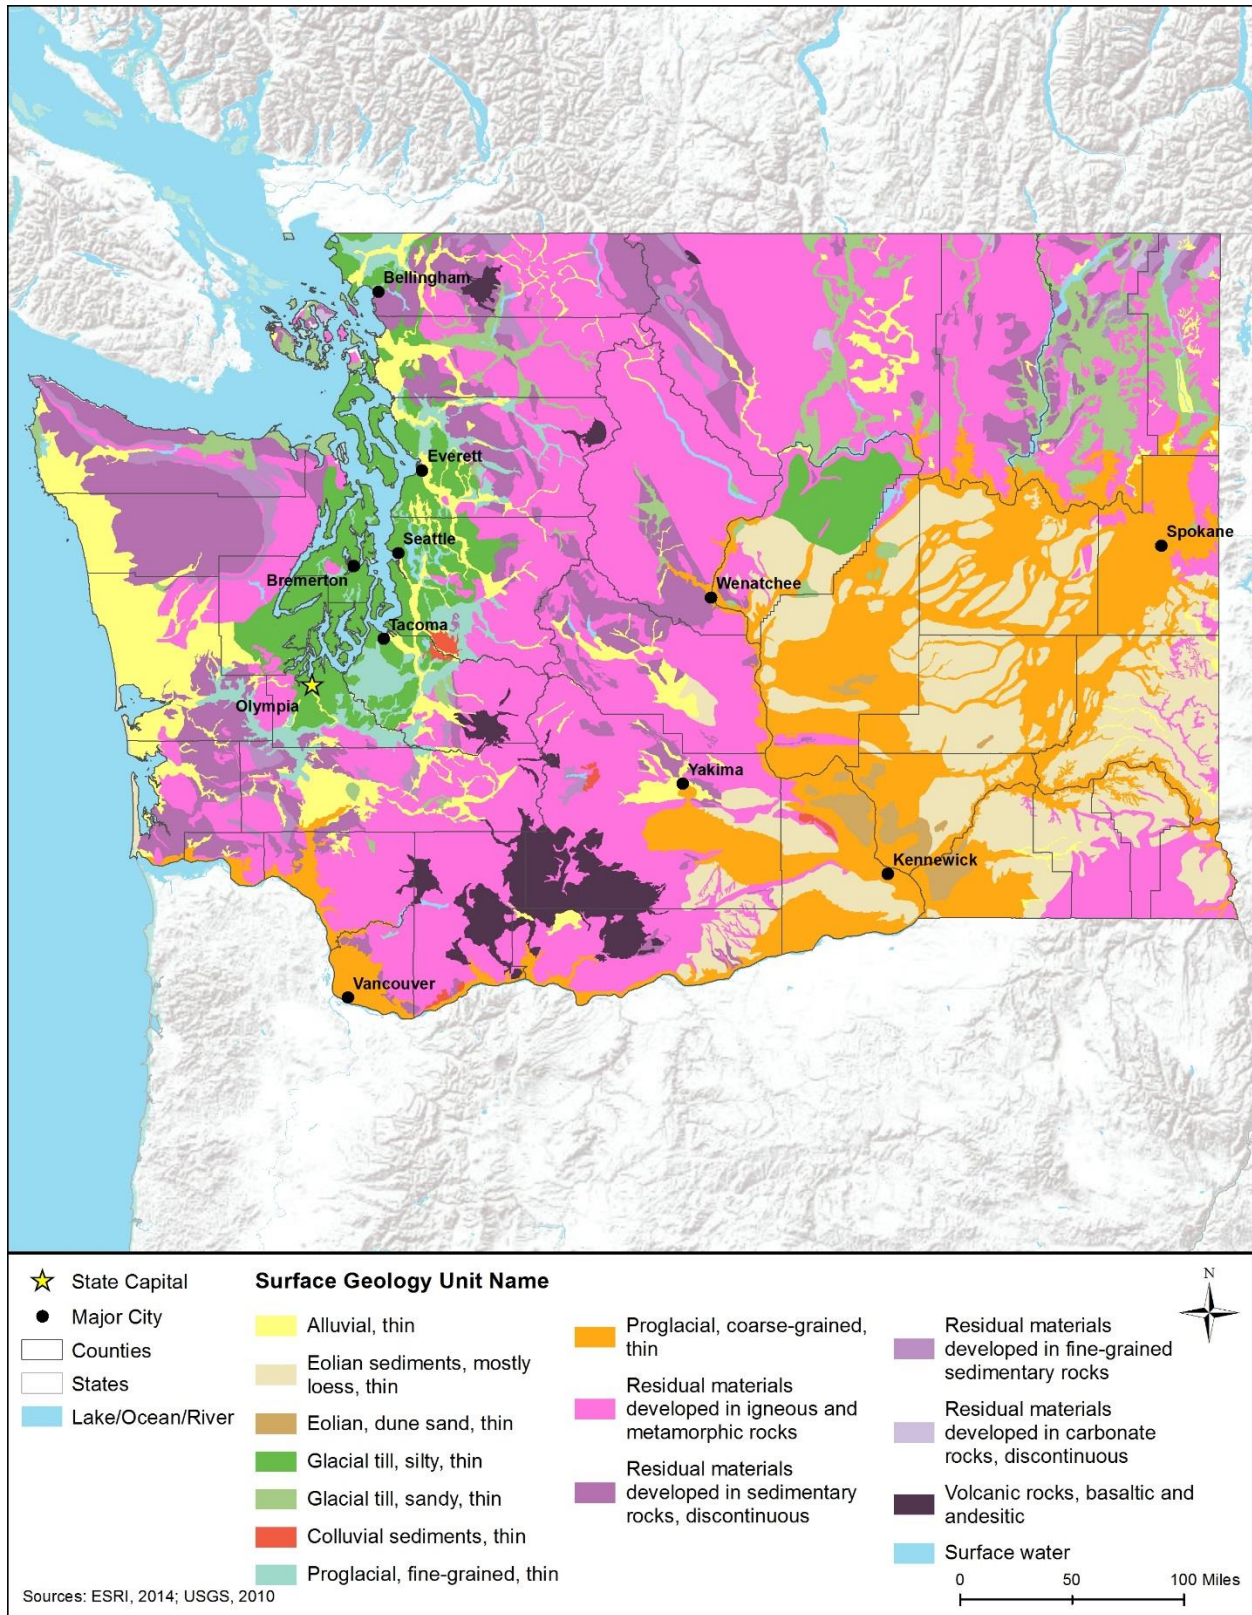 Bellingham
Everett
Seattle
Spokane
Bremerton
Wenatchee
Tacoma
Olympia
Yakima
Kennewick
Vancouver
State Capital
Major City
Counties
States
Lake/Ocean/River
Surface Geology Unit Name
Alluvial, thin
Eolian sediments, mostly
loess, thin
Eolian, dune sand, thin
Glacial till, silty, thin
Glacial till, sandy, thin
Colluvial sediments, thin
Proglacial, fine-grained, thin
Proglacial, coarse-grained,
thin
Residual materials
developed in igneous and
metamorphic rocks
Residual materials
developed in sedimentary
rocks, discontinuous
Residual materials
developed in fine-grained
sedimentary rocks
Residual materials
developed in carbonate
rocks, discontinuous
Volcanic rocks, basaltic and
andesitic
Surface water
N
0 50 100 Miles
Sources: ESRI, 2014; USGS, 2010